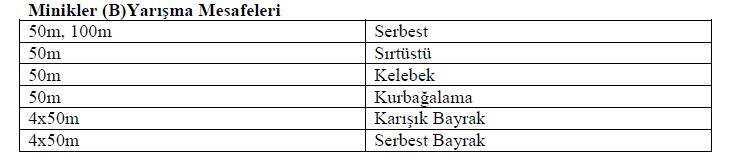 Minikler (B)Yarışma Mesafeleri
50m, 100m Serbest
50m Sırtüstü
50m Kelebek
50m Kurbağalama
4x50m Karışık Bayrak
4x50m Serbest Bayrak